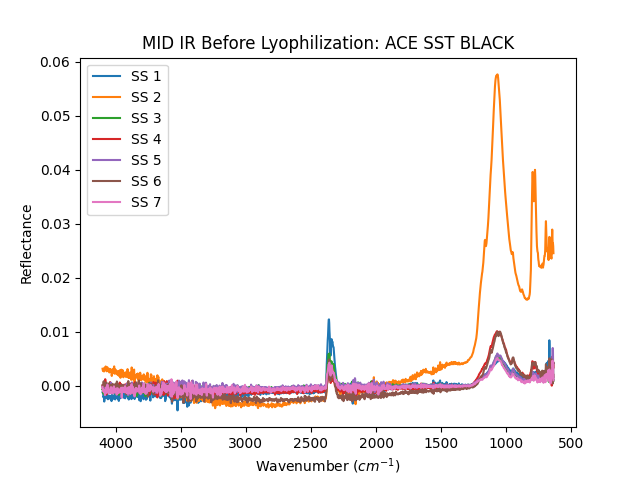 MID IR Before Lyophilization: ACE SST BLACK
0.06
0.05
0.04
0.03
0.02
0.01
0.00
Reflectance
SS 1
SS 2
SS 3
SS 4
SS 5
SS 6
SS 7
4000 3500 3000 2500 2000 1500 1000 500
Wavenumber (cm⁻¹)